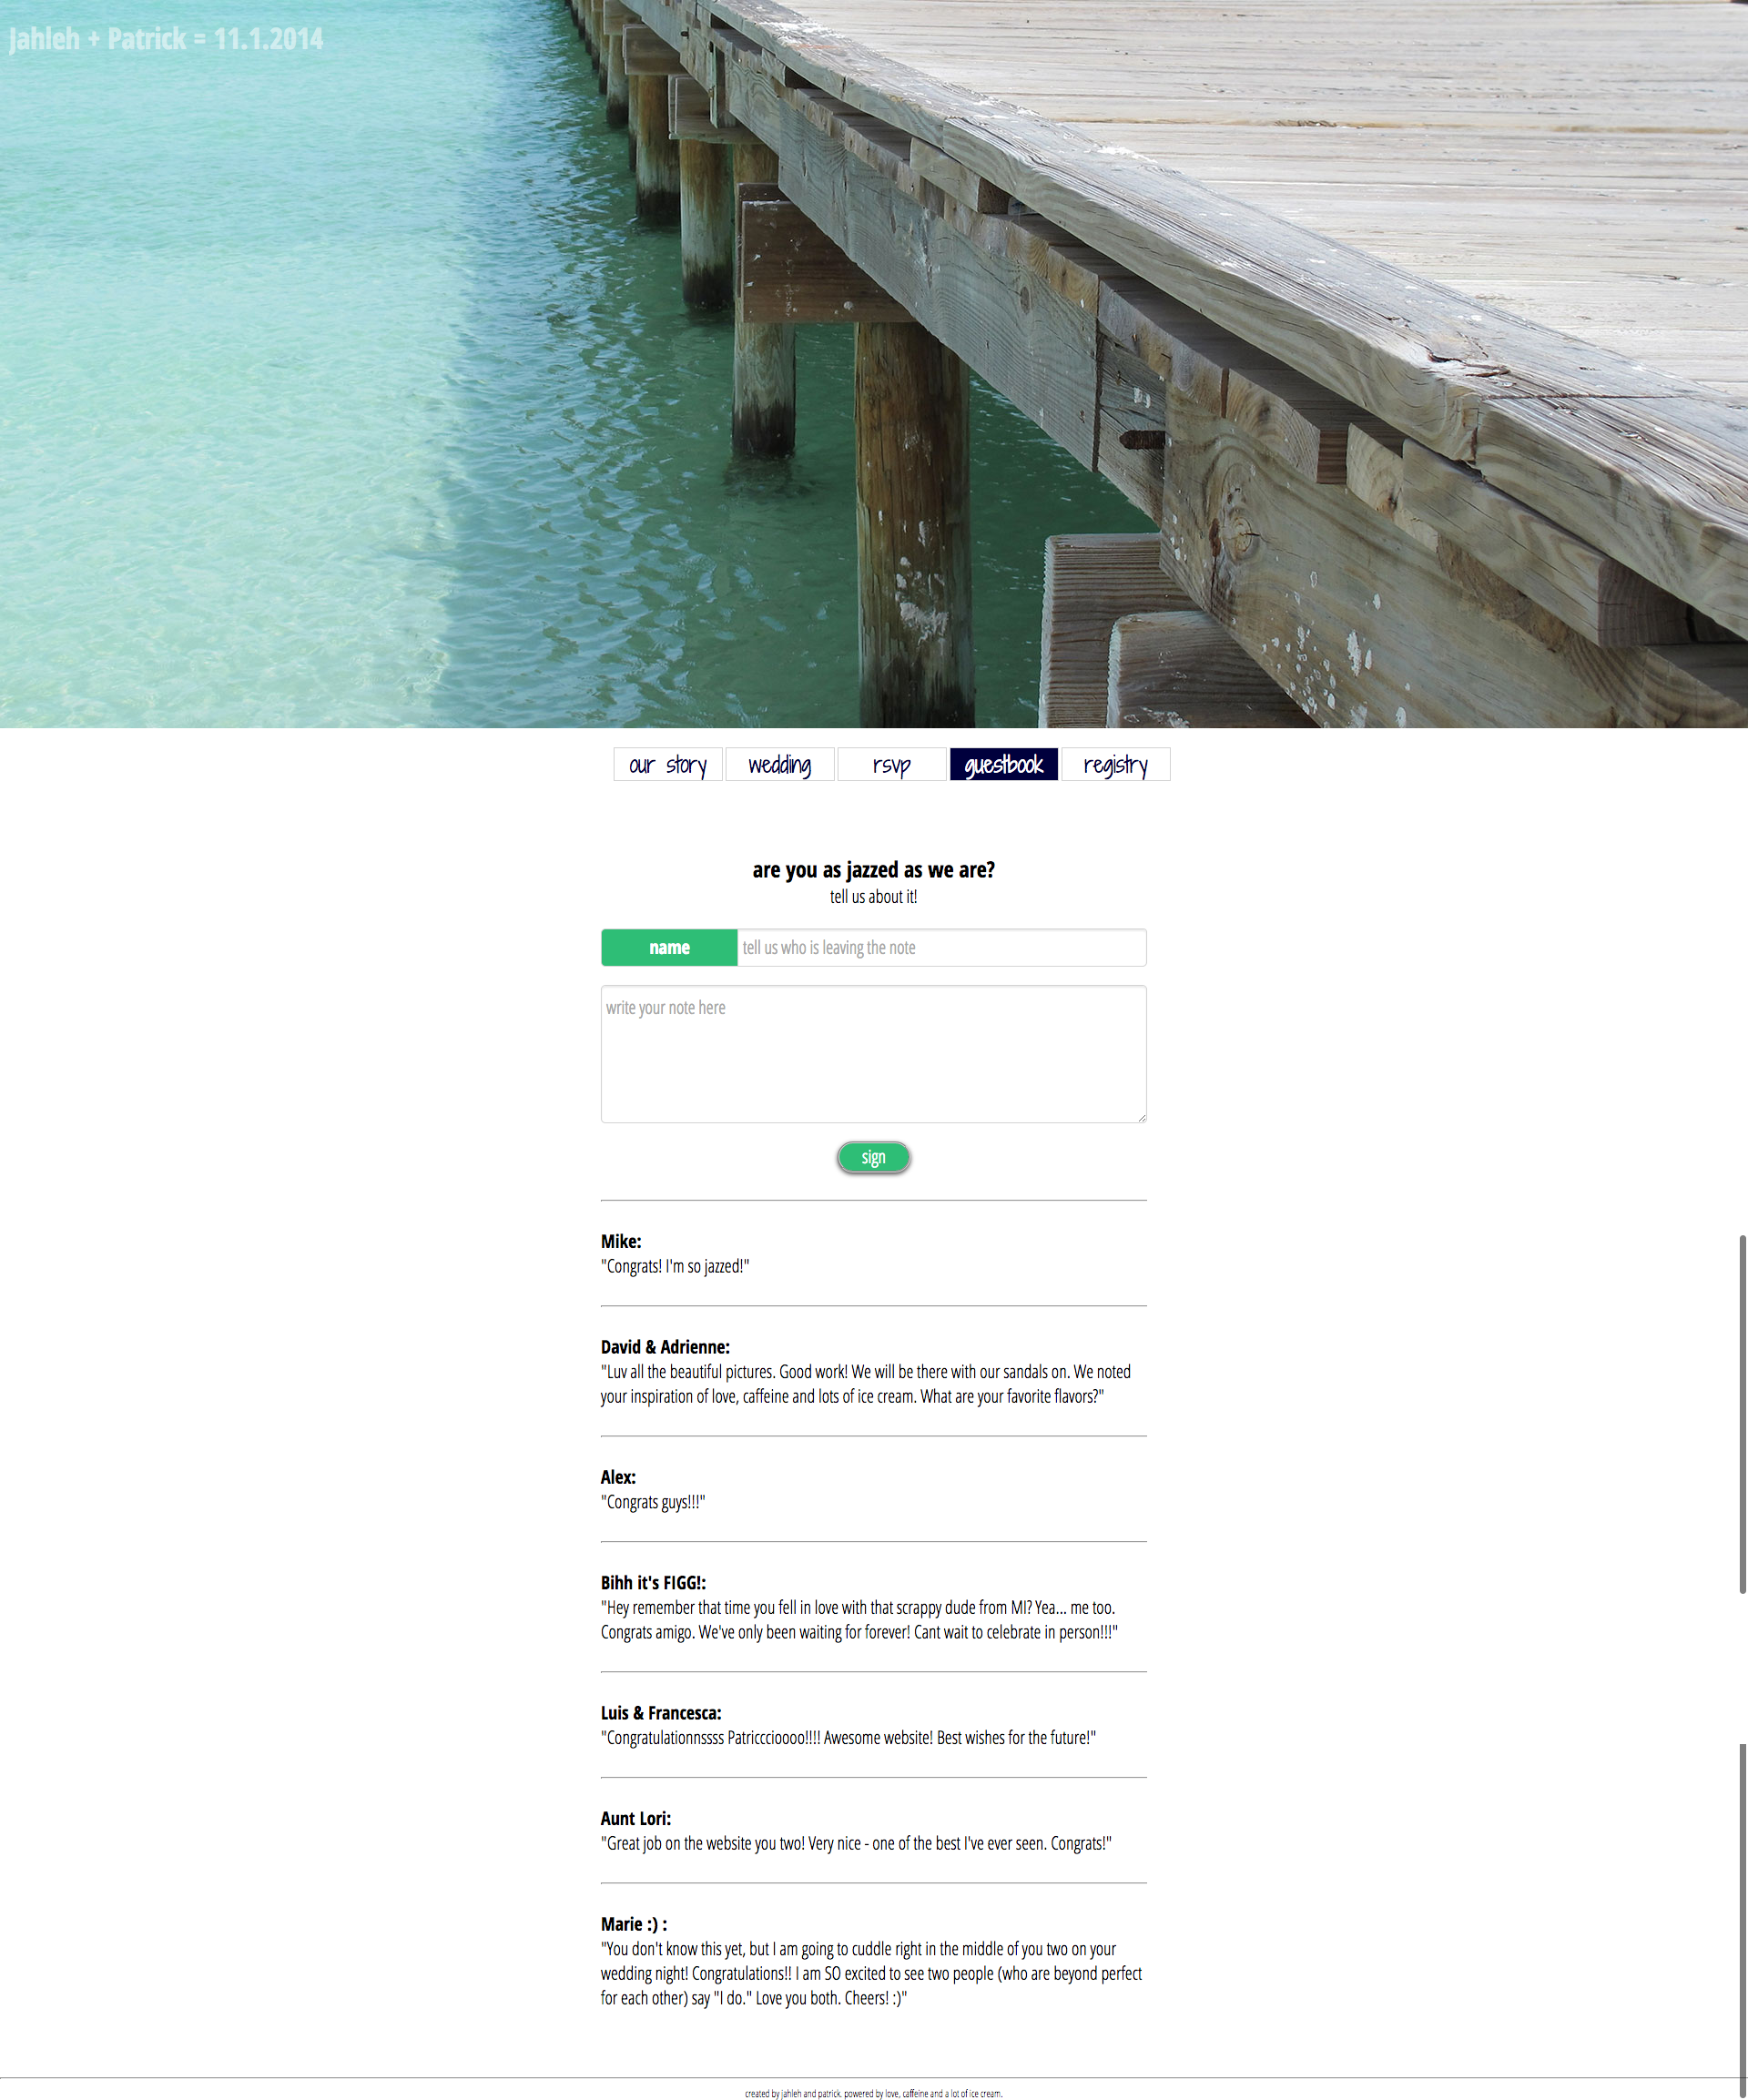 Jahleh + Patrick = 11.1.2014
our story wedding rsvp guestbook registry
are you as jazzed as we are?
tell us about it!
name tell us who is leaving the note
write your note here
sign
Mike:
"Congrats! I'm so jazzed!"
David & Adrienne:
"Luv all the beautiful pictures. Good work! We will be there with our sandals on. We noted
your inspiration of love, caffeine and lots of ice cream. What are your favorite flavors?"
Alex:
"Congrats guys!!!"
Bihh it's FIGG!:
"Hey remember that time you fell in love with that scrappy dude from MI? Yea... me too.
Congrats amigo. We've only been waiting for forever! Cant wait to celebrate in person!!!"
Luis & Francesca:
"Congratulationnssss Patricccioooo!!!! Awesome website! Best wishes for the future!"
Aunt Lori:
"Great job on the website you two! Very nice - one of the best I've ever seen. Congrats!"
Marie :) :
"You don't know this yet, but I am going to cuddle right in the middle of you two on your
wedding night! Congratulations!! I am SO excited to see two people (who are beyond perfect
for each other) say "I do." Love you both. Cheers! :)"
created by jahleh and patrick. powered by love, caffeine and a lot of ice cream.